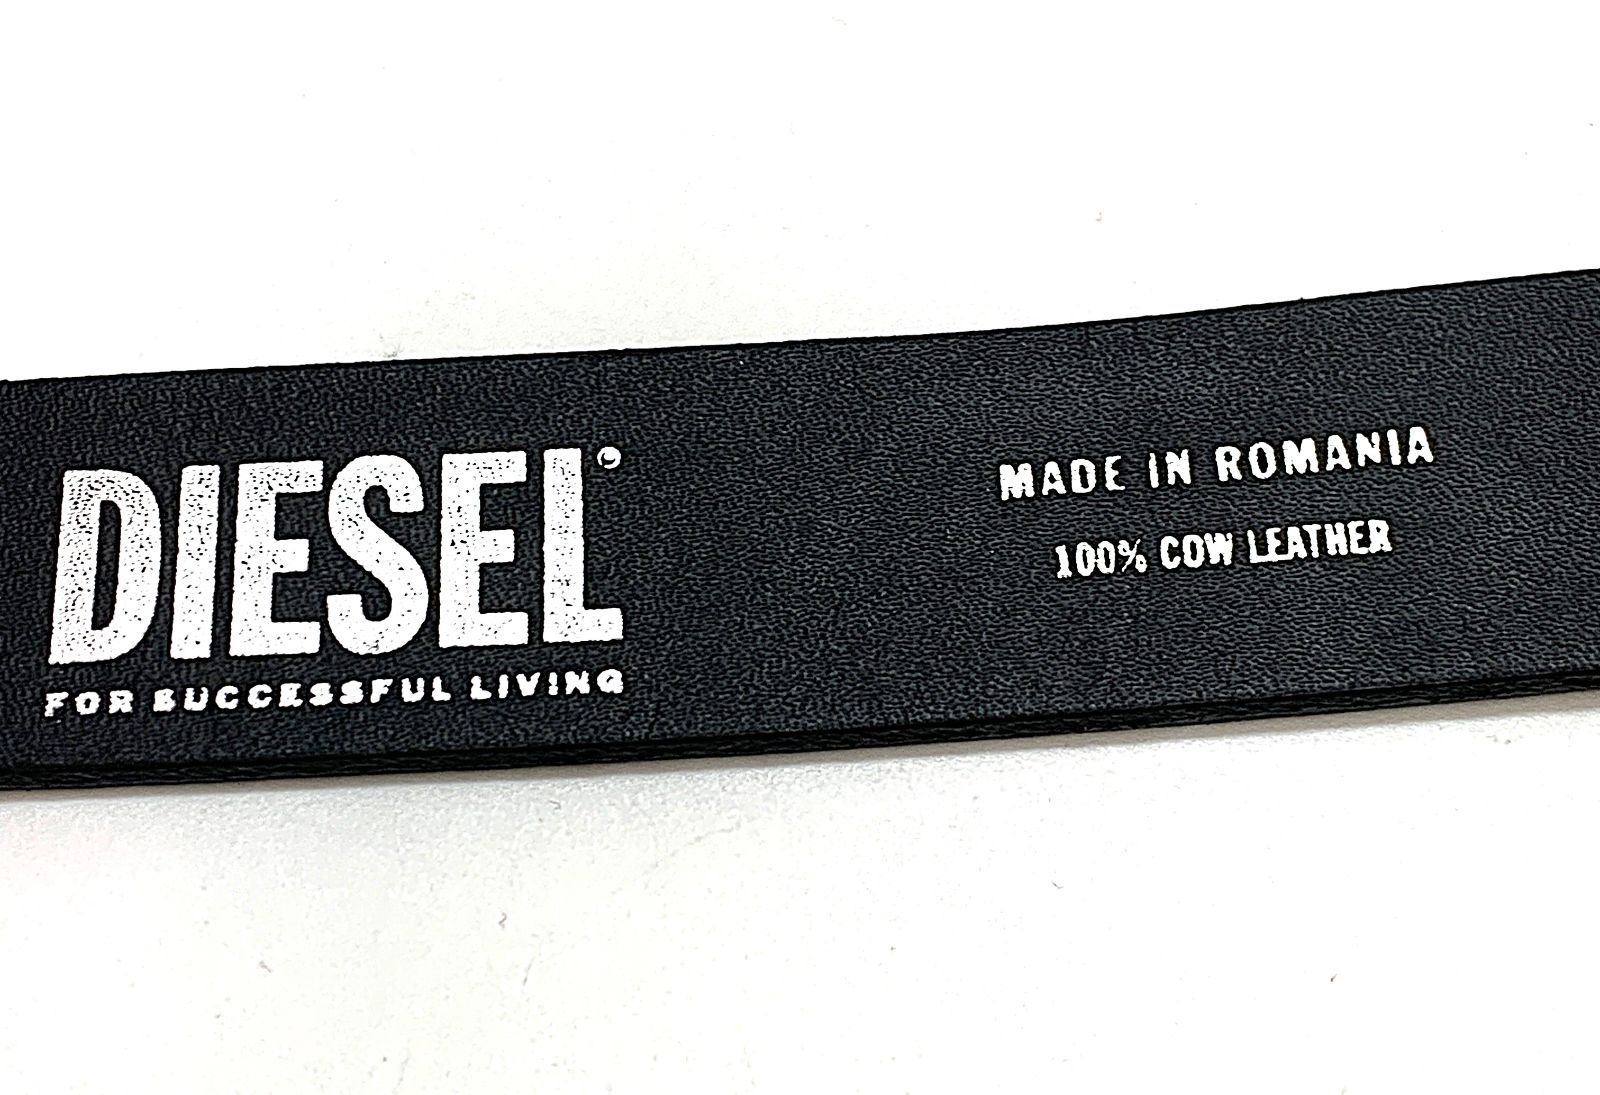 DIESEL
FOR SUCCESSFUL LIVING
MADE IN ROMANIA
100% COW LEATHER